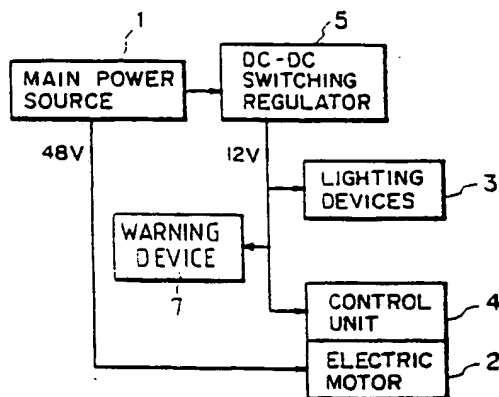 1
5
MAIN POWER
SOURCE
DC-DC
SWITCHING
REGULATOR
48V
12V
LIGHTING
DEVICES
3
WARNING
DEVICE
7
CONTROL
UNIT
4
ELECTRIC
MOTOR
2